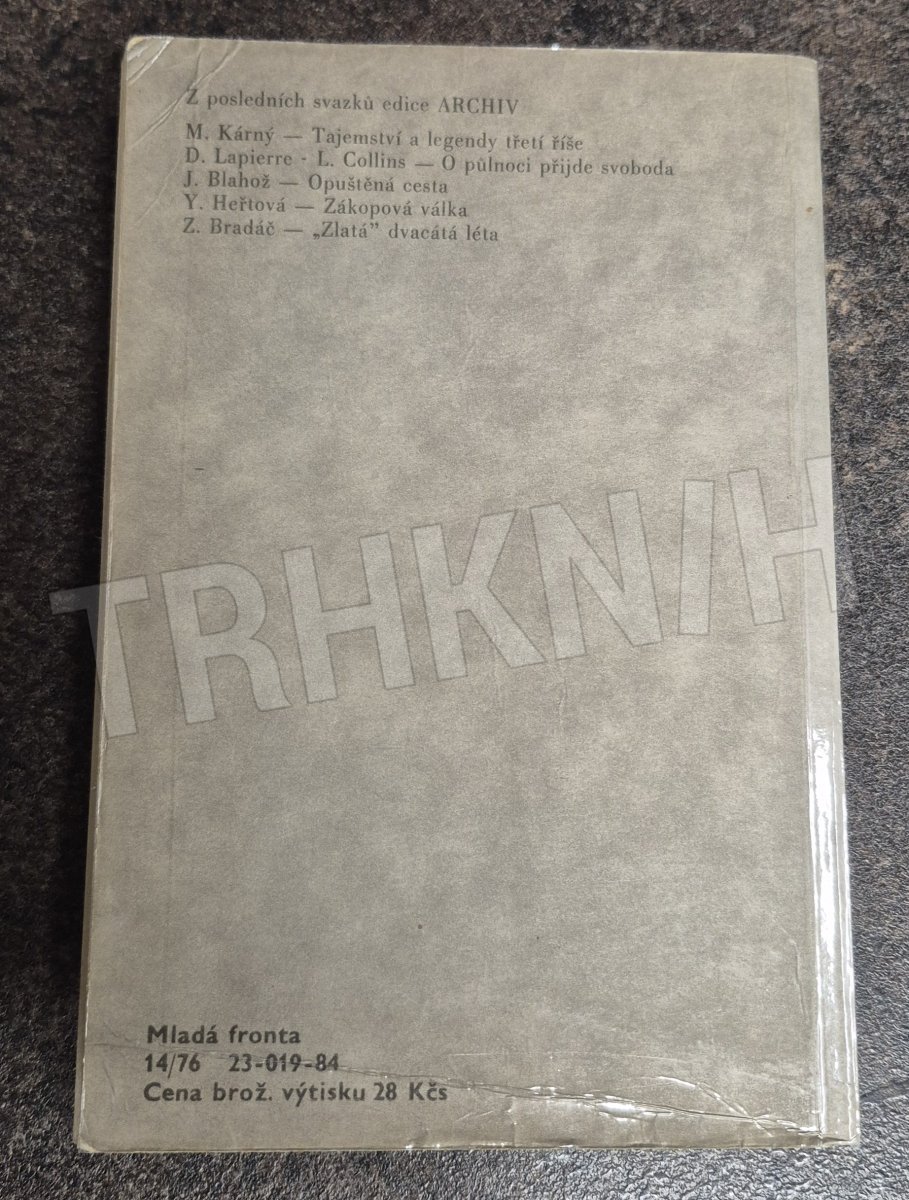 Z posledních svazků edice ARCHIV
M. Kárný — Tajemství a legendy třetí říše
D. Lapierre - L. Collins — O půlnoci přijde svoboda
J. Blahož — Opuštěná cesta
Y. Heřtová — Zákopová válka
Z. Bradáč — „Zlatá” dvacátá léta
TRHKNIH
Mladá fronta
14/76 23-019-84
Cena brož. výtisku 28 Kčs